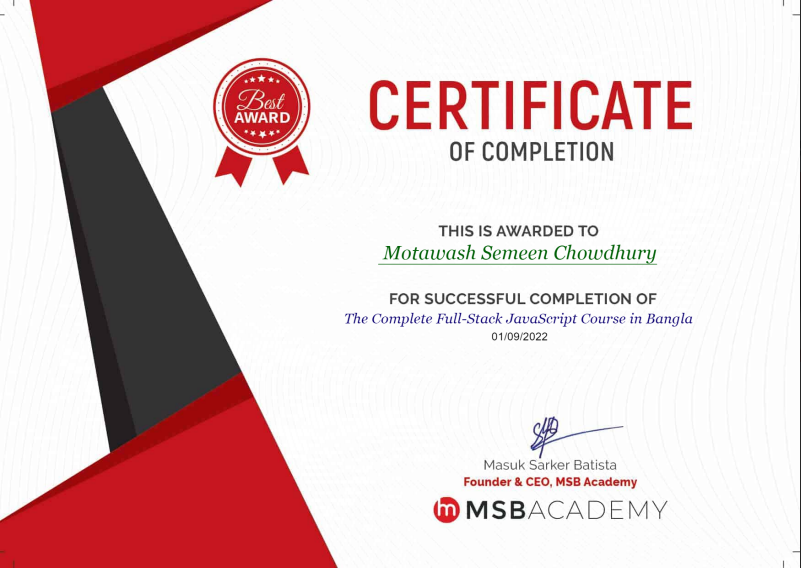 Best
AWARD
CERTIFICATE
OF COMPLETION
THIS IS AWARDED TO
Motawash Semeen Chowdhury
FOR SUCCESSFUL COMPLETION OF
The Complete Full-Stack JavaScript Course in Bangla
01/09/2022
Masuk Sarker Batista
Founder & CEO, MSB Academy
MSBACADEMY